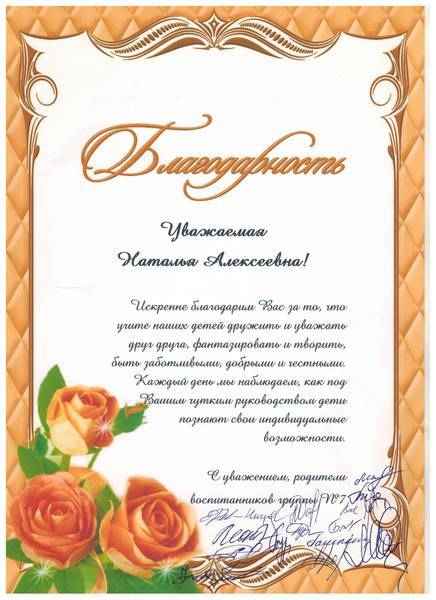 Благодарность
Уважаемая
Наталья Алексеевна!
Искренне благодарим Вас за то, что
учите наших детей дружить и уважать
друг друга, фантазировать и творить,
быть заботливыми, добрыми и честными.
Каждый день мы наблюдаем, как под
Вашим чутким руководством дети
познают свои индивидуальные
возможности.
С уважением, родители
воспитанников группы №7